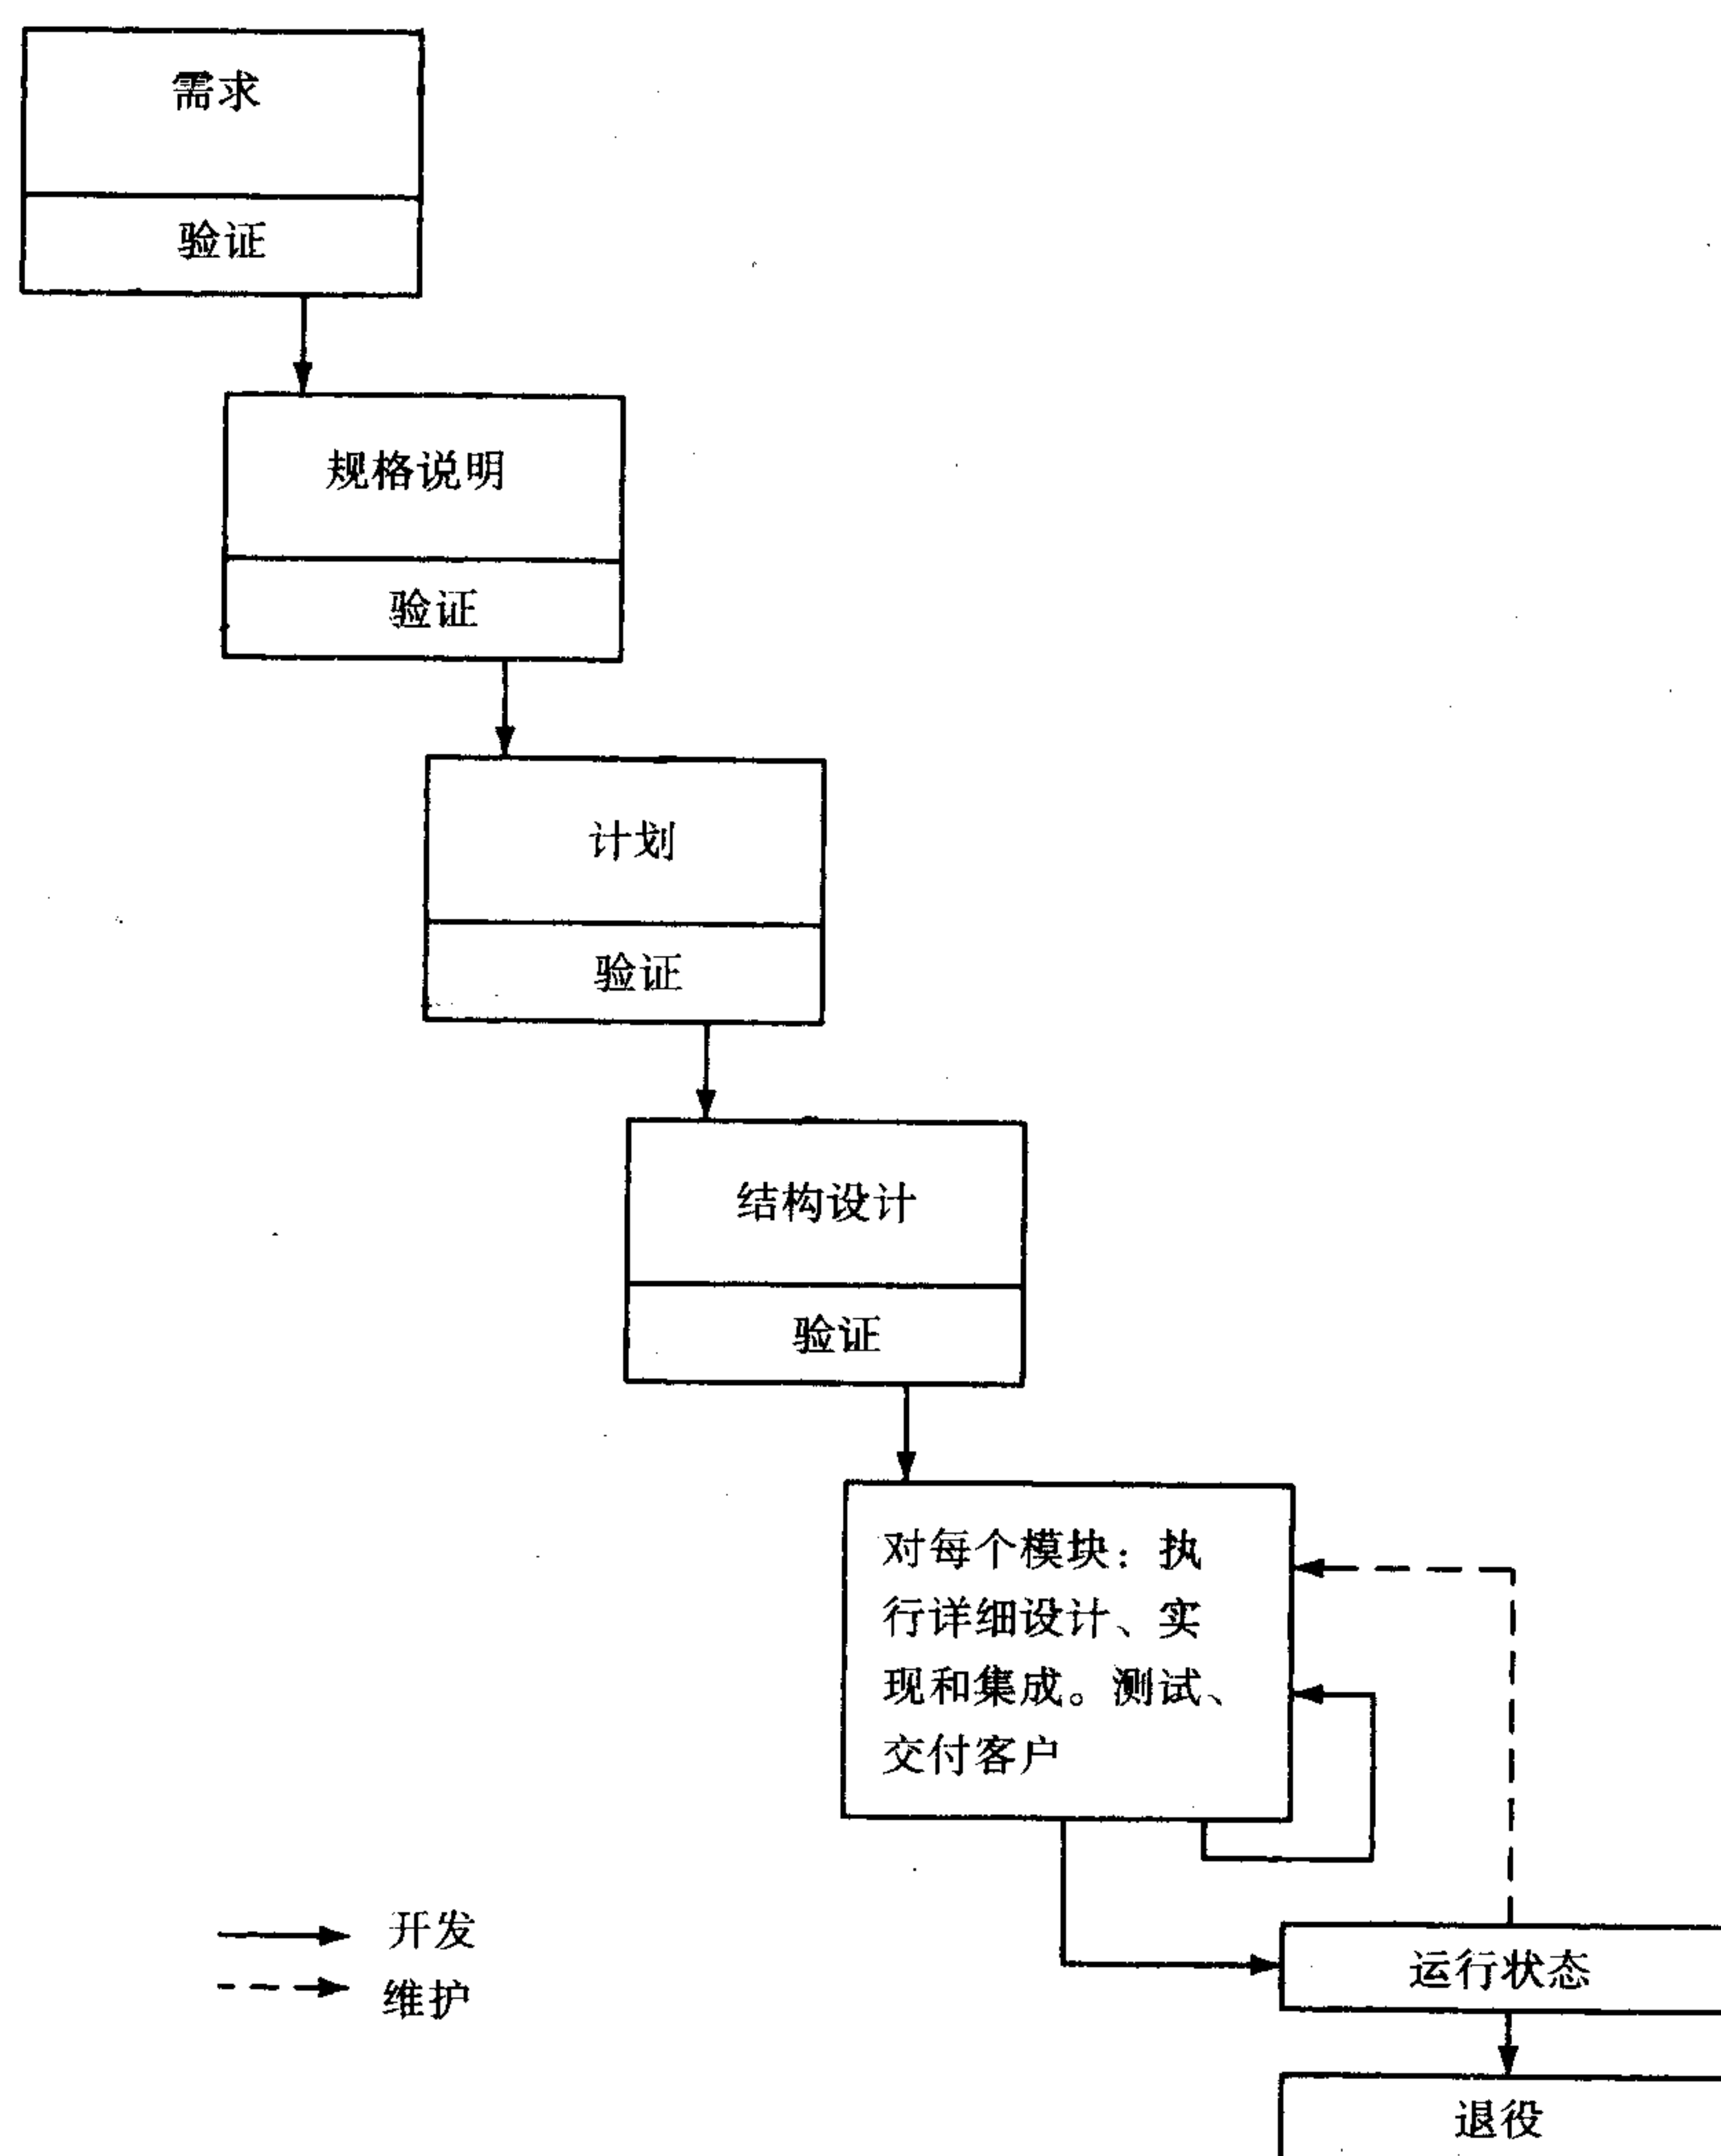 需求
验证
规格说明
验证
计划
验证
结构设计
验证
对每个模块：执
行详细设计、实
现和集成。测试、
交付客户
开发
维护
运行状态
退役